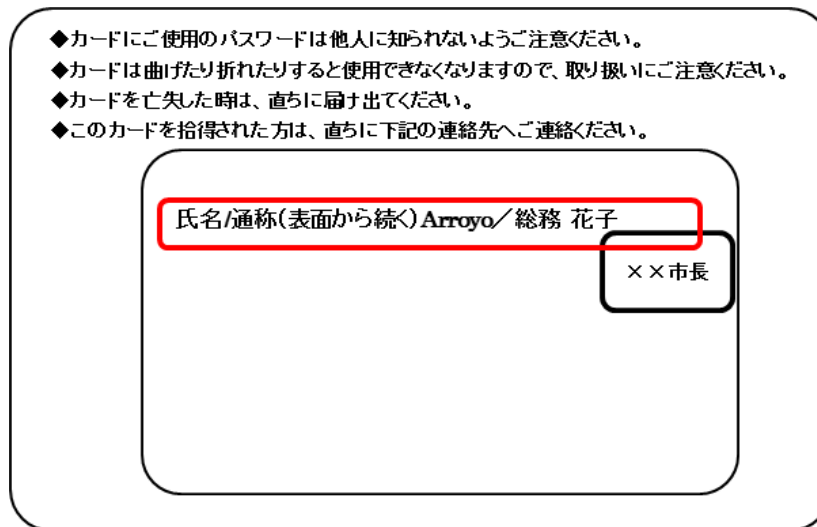 ◆カードにご使用のパスワードは他人に知られないようご注意ください。
◆カードは曲げたり折れたりすると使用できなくなりますので、取り扱いにご注意ください。
◆カードを亡失した時は、直ちに届け出てください。
◆このカードを拾得された方は、直ちに下記の連絡先へご連絡ください。
氏名/通称(表面から続く)Arroyo/総務 花子
××市長